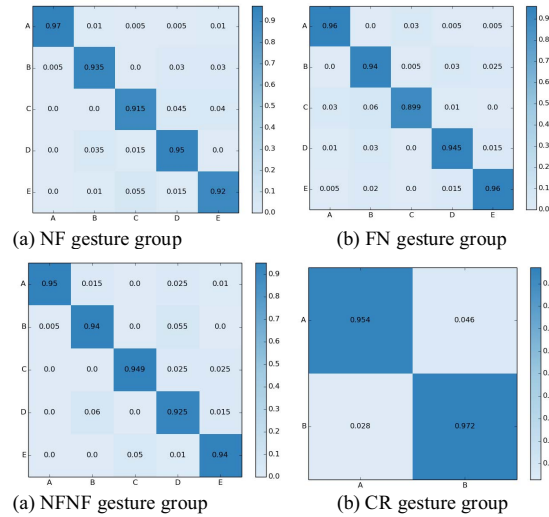 A 0.97 0.01 0.005 0.005 0.01
B 0.005 0.935 0.0 0.03 0.03
C 0.0 0.0 0.915 0.045 0.04
D 0.0 0.035 0.015 0.95 0.0
E 0.0 0.01 0.055 0.015 0.92
A B C D E
0.9
0.8
0.7
0.6
0.5
0.4
0.3
0.2
0.1
0.0
(a) NF gesture group
A 0.96 0.0 0.03 0.005 0.005
B 0.0 0.94 0.005 0.03 0.025
C 0.03 0.06 0.899 0.01 0.0
D 0.01 0.03 0.0 0.945 0.015
E 0.005 0.02 0.0 0.015 0.96
A B C D E
0.9
0.8
0.7
0.6
0.5
0.4
0.3
0.2
0.1
0.0
(b) FN gesture group
A 0.95 0.015 0.0 0.025 0.01
B 0.005 0.94 0.0 0.055 0.0
C 0.0 0.0 0.949 0.025 0.025
D 0.0 0.06 0.0 0.925 0.015
E 0.0 0.0 0.05 0.01 0.94
A B C D E
0.9
0.8
0.7
0.6
0.5
0.4
0.3
0.2
0.1
0.0
(a) NFNF gesture group
A 0.954 0.046
B 0.028 0.972
A B
(b) CR gesture group